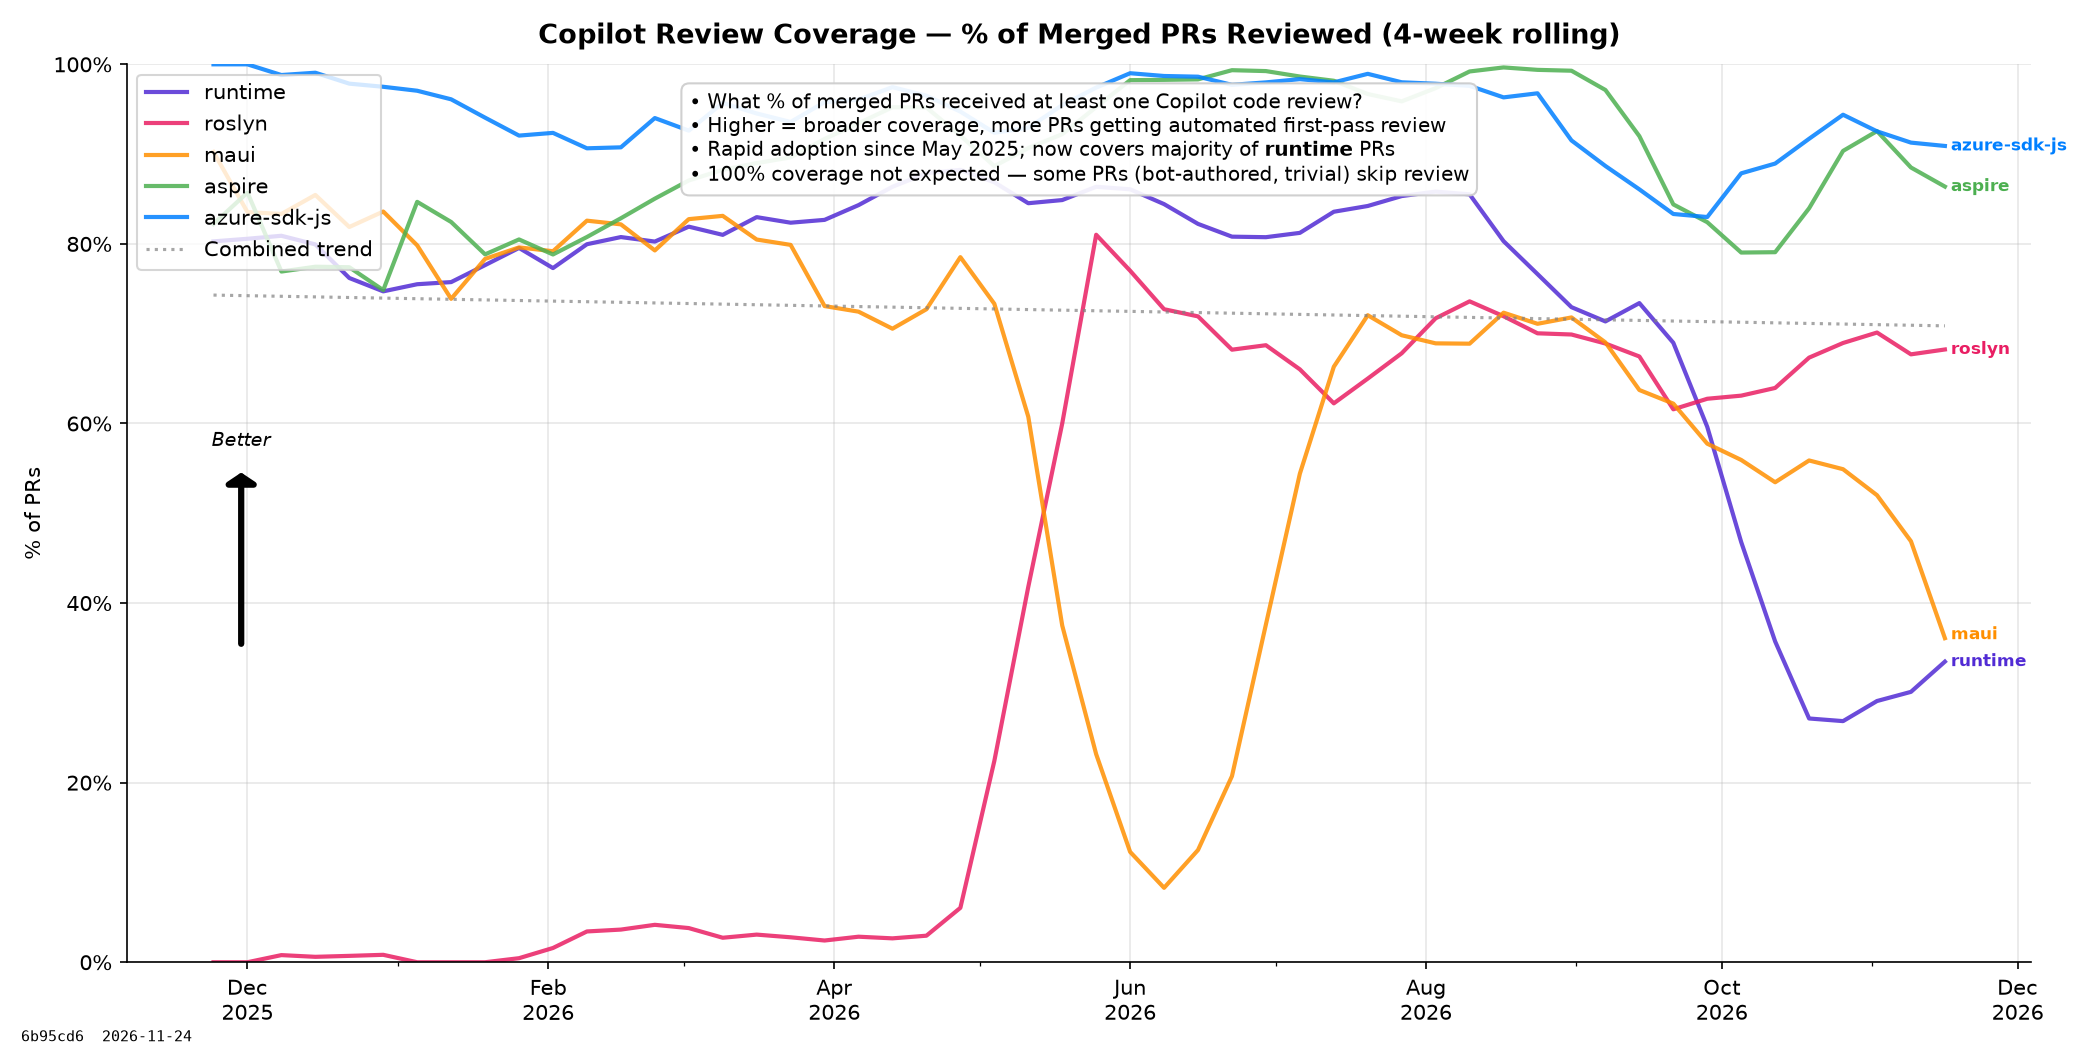 Copilot Review Coverage — % of Merged PRs Reviewed (4-week rolling)
100%
80%
60%
40%
20%
0%
% of PRs
runtime
roslyn
maui
aspire
azure-sdk-js
Combined trend
• What % of merged PRs received at least one Copilot code review?
• Higher = broader coverage, more PRs getting automated first-pass review
• Rapid adoption since May 2025; now covers majority of runtime PRs
• 100% coverage not expected — some PRs (bot-authored, trivial) skip review
Better
azure-sdk-js
aspire
roslyn
maui
runtime
Dec
2025
Feb
2026
Apr
2026
Jun
2026
Aug
2026
Oct
2026
Dec
2026
6b95cd6  2026-11-24